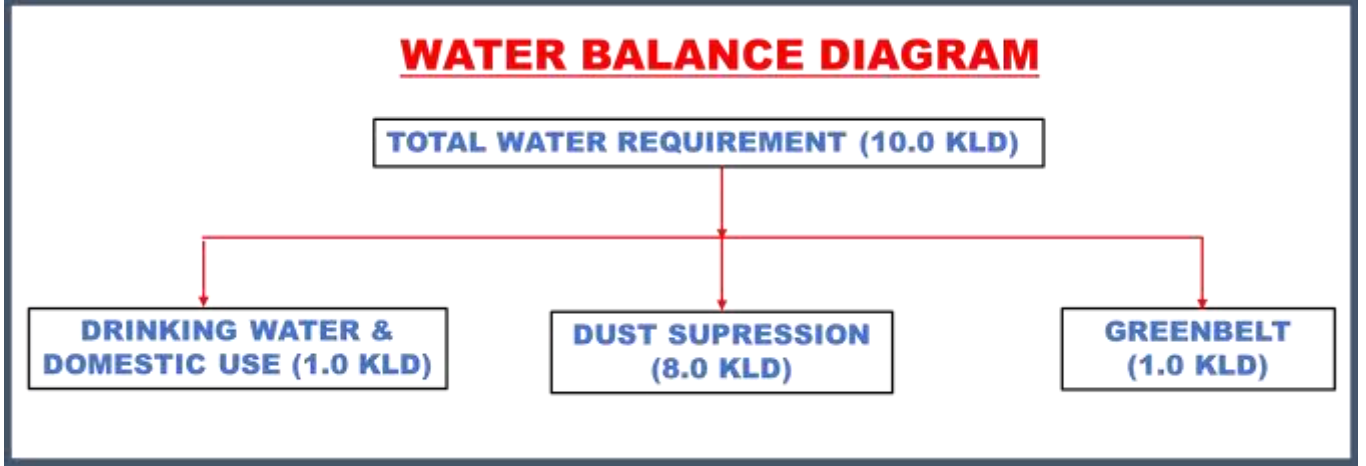 WATER BALANCE DIAGRAM
TOTAL WATER REQUIREMENT (10.0 KLD)
DRINKING WATER &
DOMESTIC USE (1.0 KLD)
DUST SUPRESSION
(8.0 KLD)
GREENBELT
(1.0 KLD)